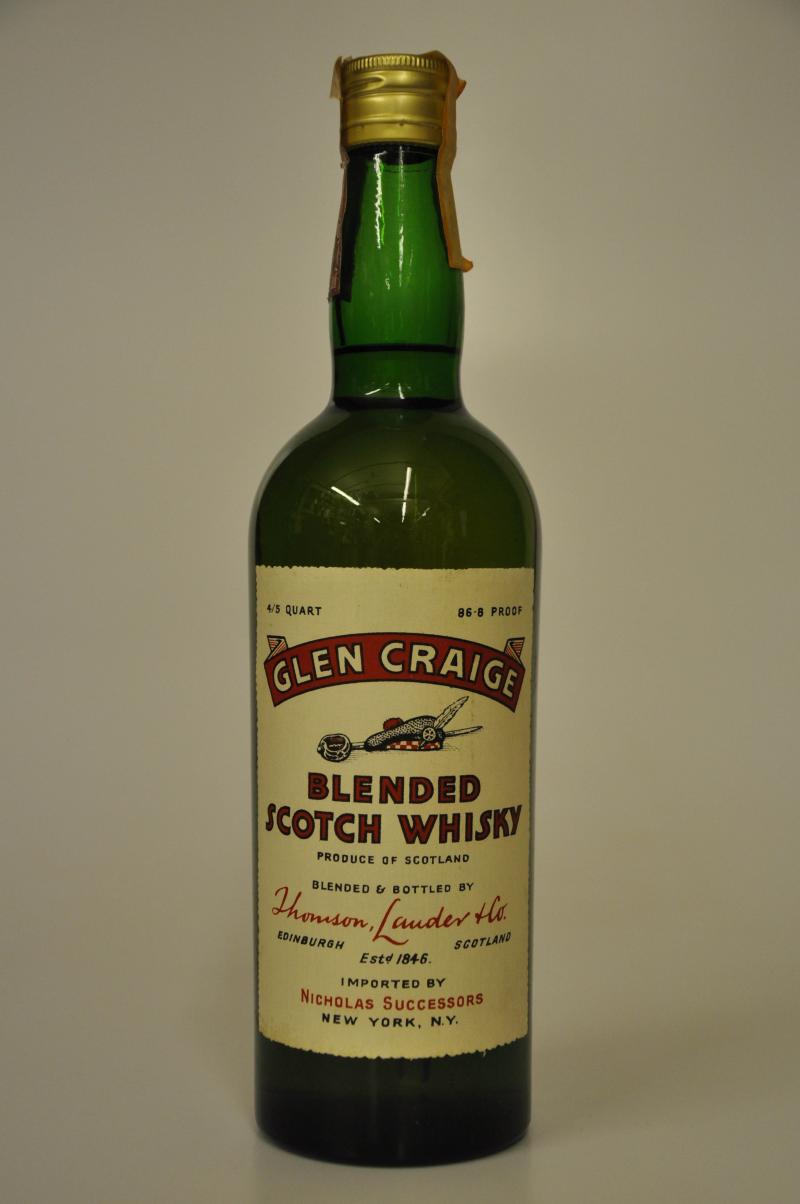 4/5 QUART 86·8 PROOF
GLEN CRAIGE
BLENDED
SCOTCH WHISKY
PRODUCE OF SCOTLAND
BLENDED & BOTTLED BY
Thomson, Lauder & Co.
EDINBURGH SCOTLAND
Estd 1846.
IMPORTED BY
NICHOLAS SUCCESSORS
NEW YORK, N.Y.